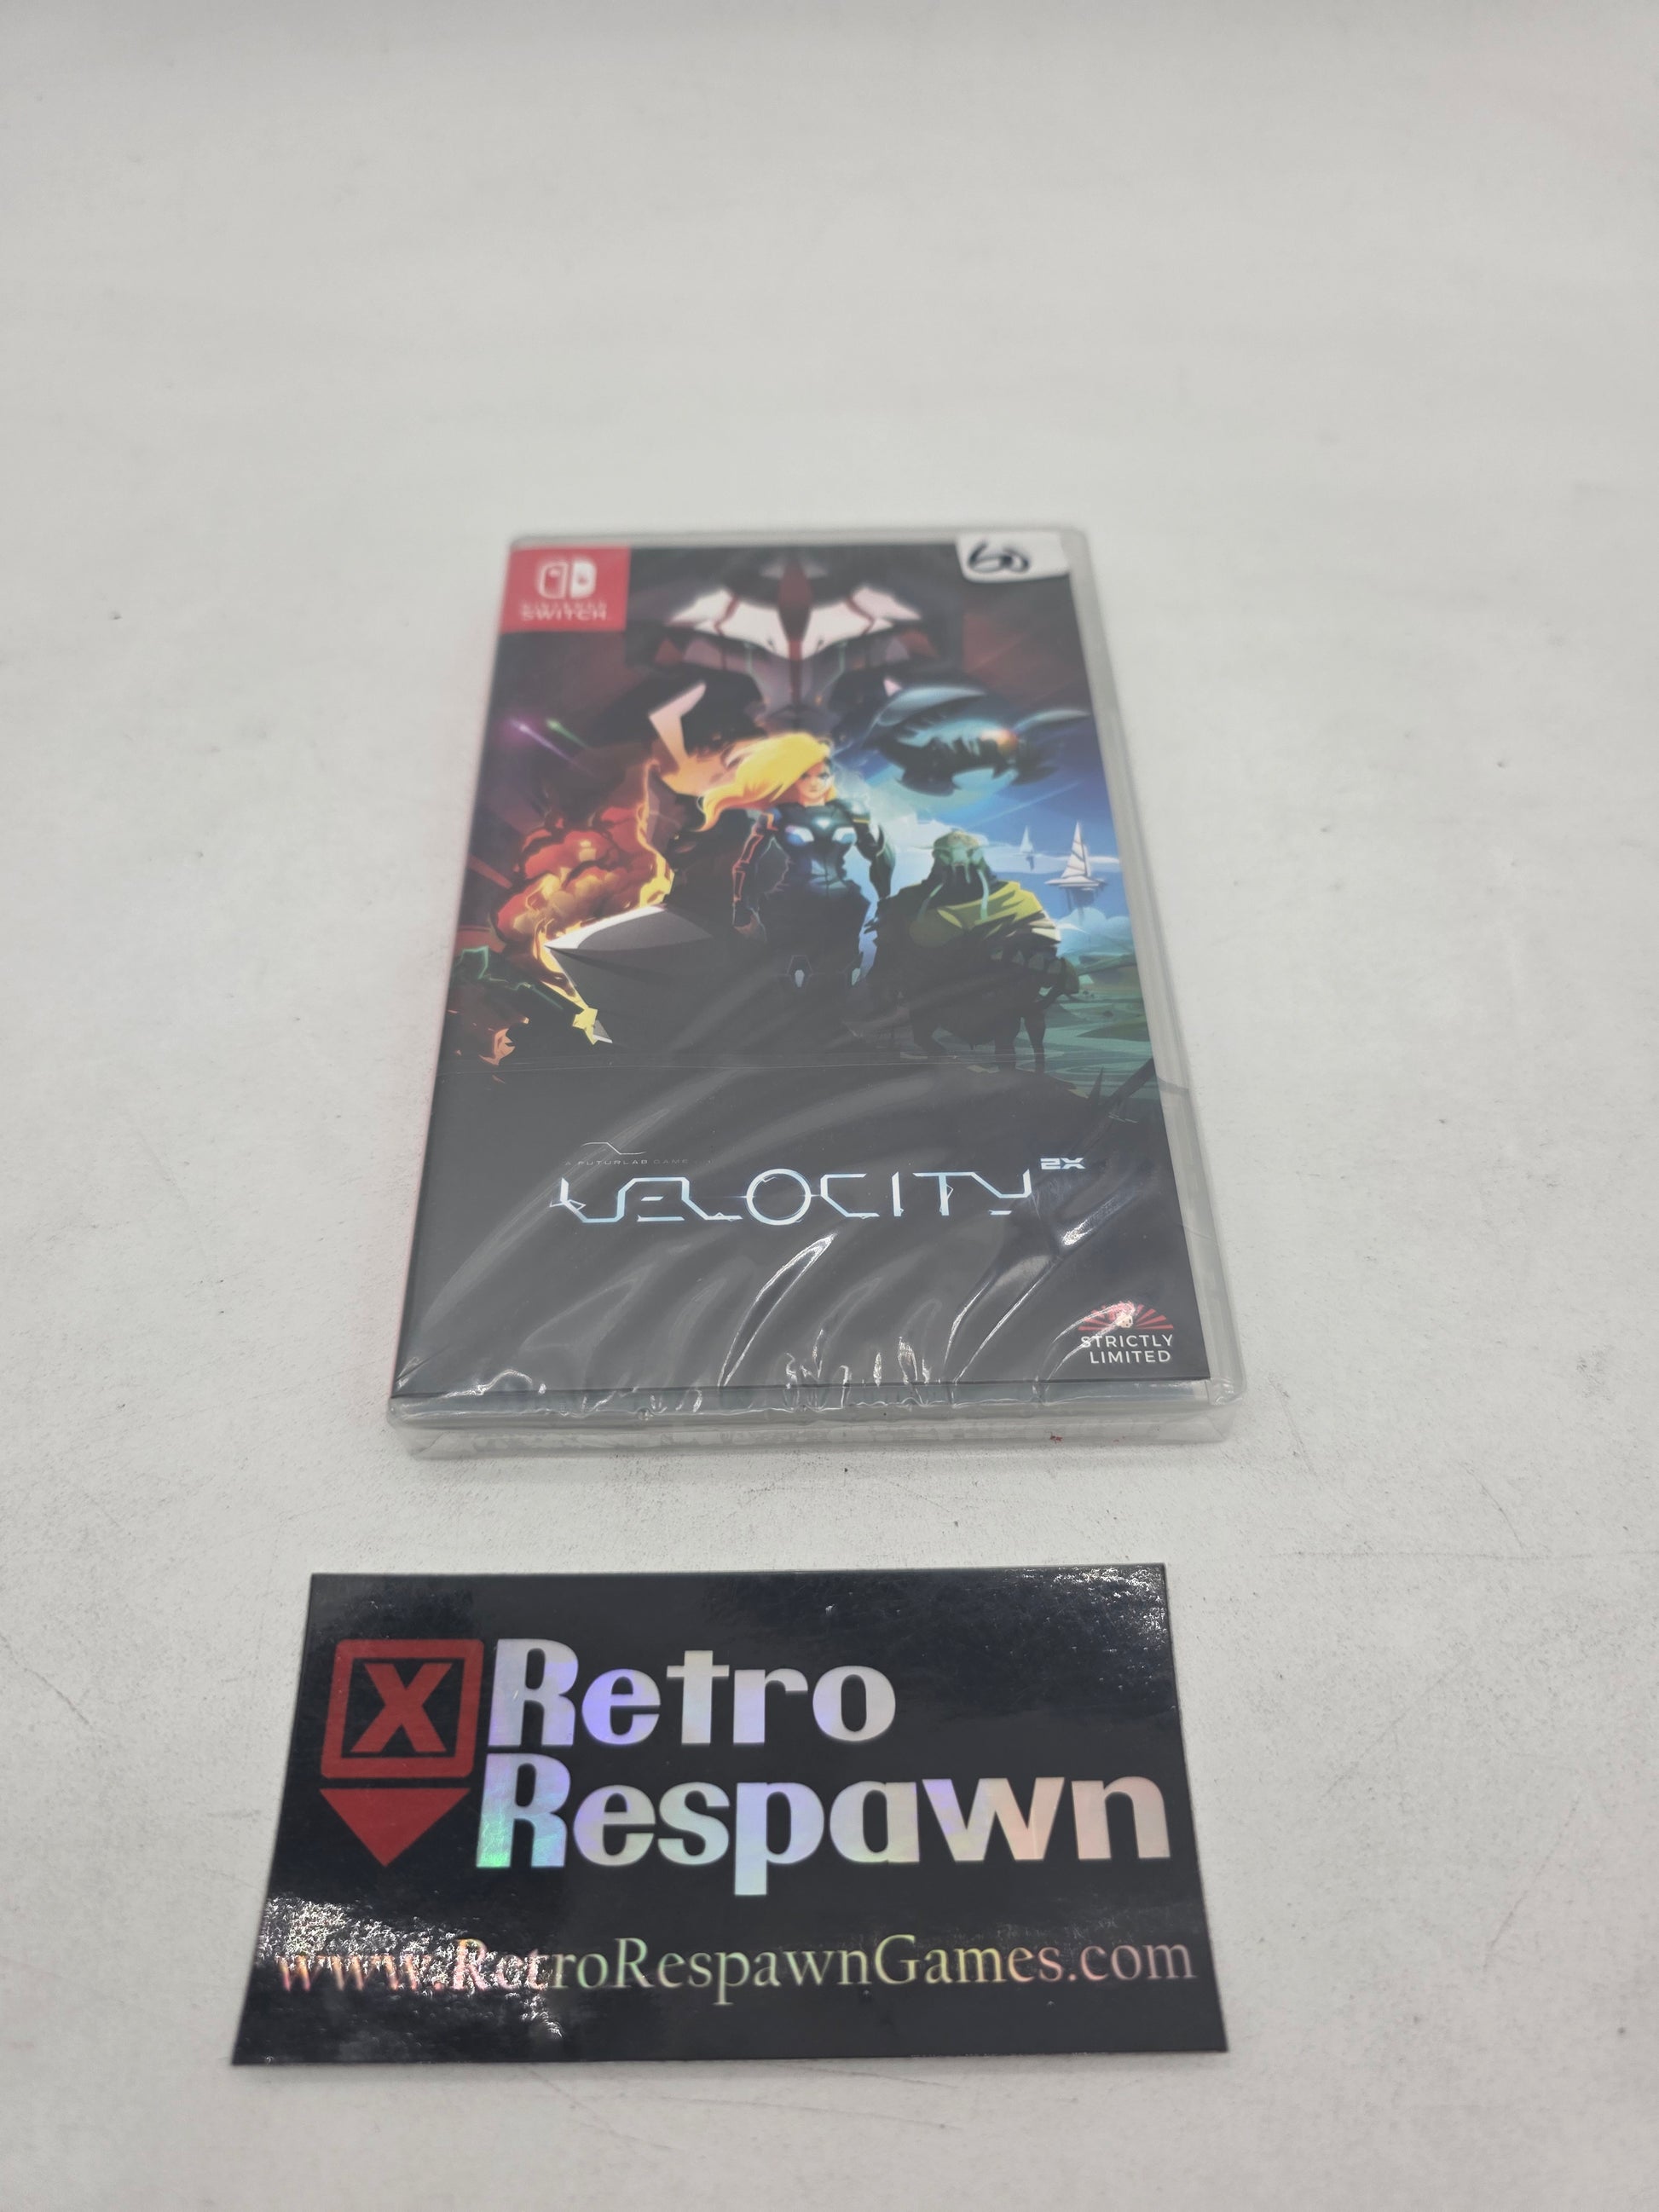 60
NINTENDO
SWITCH
A FUTURLAB GAME
VELOCITY 2X
STRICTLY
LIMITED
X Retro
Respawn
www.RetroRespawnGames.com